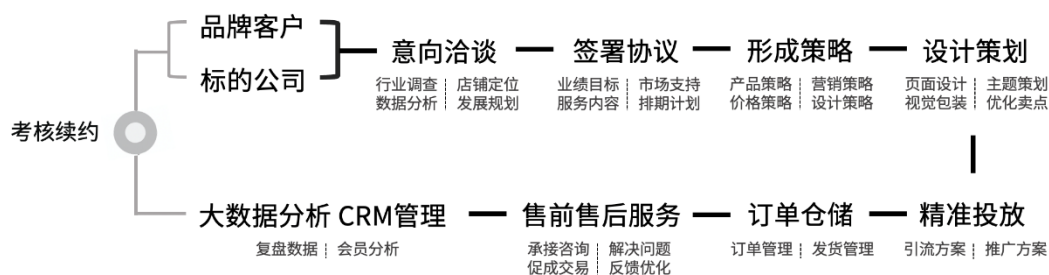 品牌客户
标的公司
意向洽谈
行业调查 店铺定位
数据分析 发展规划
签署协议
业绩目标 市场支持
服务内容 排期计划
形成策略
产品策略 营销策略
价格策略 设计策略
设计策划
页面设计 主题策划
视觉包装 优化卖点
考核续约
大数据分析 CRM管理
复盘数据 会员分析
售前售后服务
承接咨询 解决问题
促成交易 反馈优化
订单仓储
订单管理 发货管理
精准投放
引流方案 推广方案